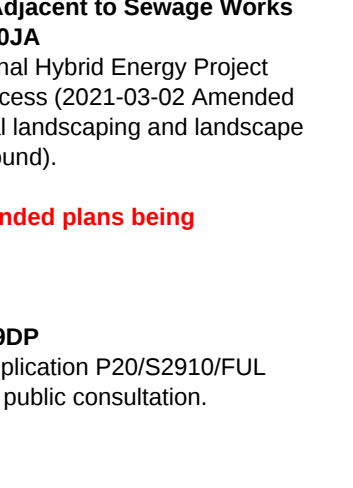 Adjacent to Sewage Works
0JA
nal Hybrid Energy Project
cess (2021-03-02 Amended
l landscaping and landscape
und).
nded plans being
9DP
plication P20/S2910/FUL
public consultation.